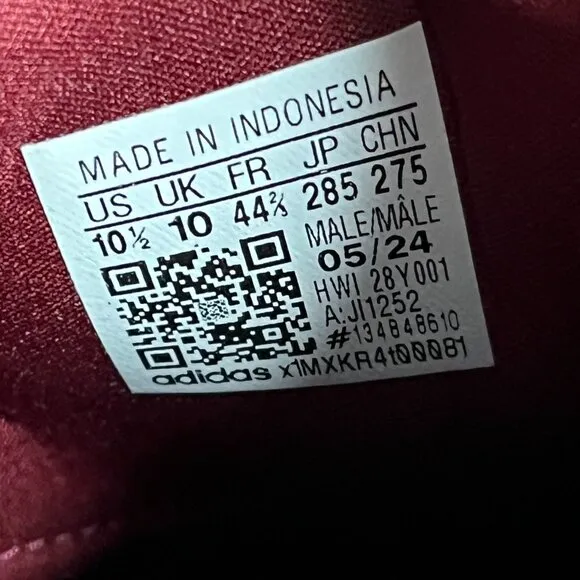 MADE IN INDONESIA
US UK FR JP CHN
10½ 10 44⅔ 285 275
MALE/MÂLE
05/24
HWI 28Y001
A:JI1252
#134848610
adidas x1MXKR4t00081